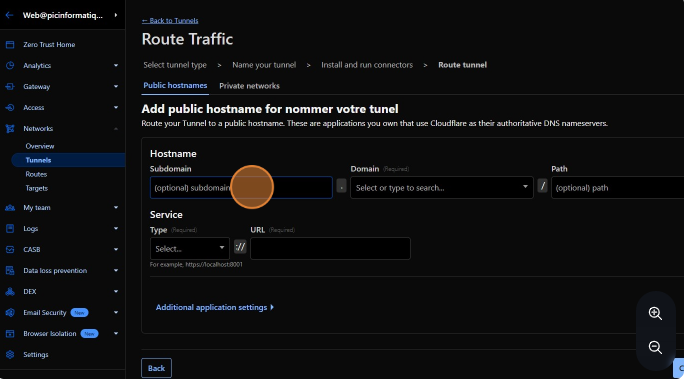 Web@picinformatiq...
Zero Trust Home
Analytics
Gateway
Access
Networks
Overview
Tunnels
Routes
Targets
My team
Logs
CASB
Data loss prevention
DEX
Email Security New
Browser Isolation New
Settings
← Back to Tunnels
Route Traffic
Select tunnel type > Name your tunnel > Install and run connectors > Route tunnel
Public hostnames Private networks
Add public hostname for nommer votre tunel
Route your Tunnel to a public hostname. These are applications you own that use Cloudflare as their authoritative DNS nameservers.
Hostname
Subdomain Domain (Required) Path
(optional) subdomain . Select or type to search... / (optional) path
Service
Type (Required) URL (Required)
Select... ://
For example, https://localhost:8001
Additional application settings
Back